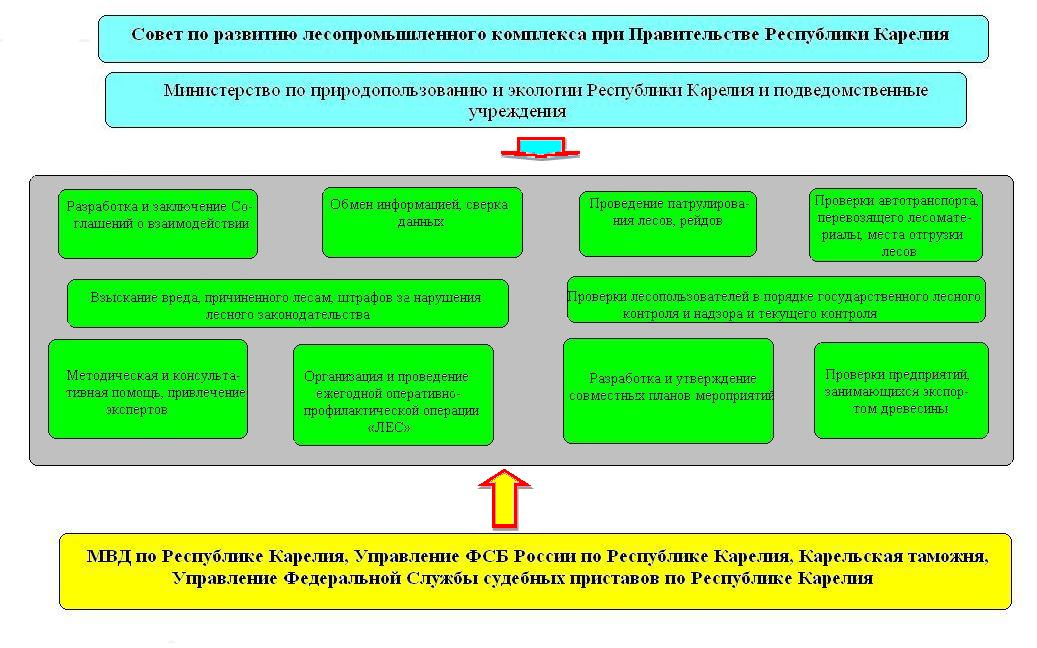 Совет по развитию лесопромышленного комплекса при Правительстве Республики Карелия
Министерство по природопользованию и экологии Республики Карелия и подведомственные
учреждения
Разработка и заключение Со-
глашений о взаимодействии
Обмен информацией, сверка
данных
Проведение патрулирова-
ния лесов, рейдов
Проверки автотранспорта,
перевозящего лесомате-
риалы, места отгрузки
лесов
Взыскание вреда, причиненного лесам, штрафов за нарушения
лесного законодательства
Проверки лесопользователей в порядке государственного лесного
контроля и надзора и текущего контроля
Методическая и консульта-
тивная помощь, привлечение
экспертов
Организация и проведение
ежегодной оперативно-
профилактической операции
«ЛЕС»
Разработка и утверждение
совместных планов мероприятий
Проверки предприятий,
занимающихся экспор-
том древесины
МВД по Республике Карелия, Управление ФСБ России по Республике Карелия, Карельская таможня,
Управление Федеральной Службы судебных приставов по Республике Карелия